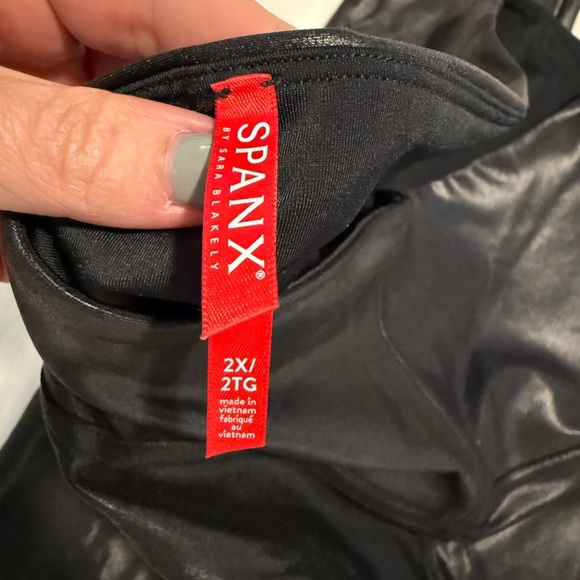 SPANX®
BY SARA BLAKELY
2X/
2TG
made in
vietnam
fabriqué
au
vietnam